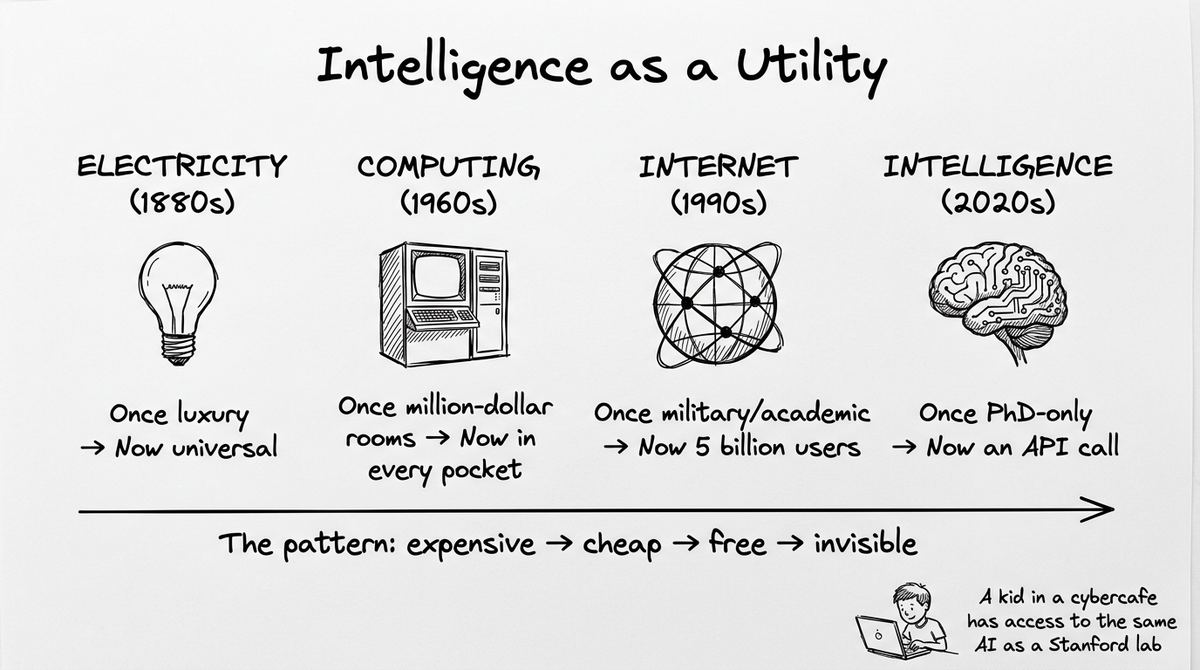 Intelligence as a Utility
ELECTRICITY
(1880s)
Once luxury
→ Now universal
COMPUTING
(1960s)
Once million-dollar
rooms → Now in
every pocket
INTERNET
(1990s)
Once military/academic
→ Now 5 billion users
INTELLIGENCE
(2020s)
Once PhD-only
→ Now an API call
The pattern: expensive → cheap → free → invisible
A kid in a cybercafe
has access to the same
AI as a Stanford lab